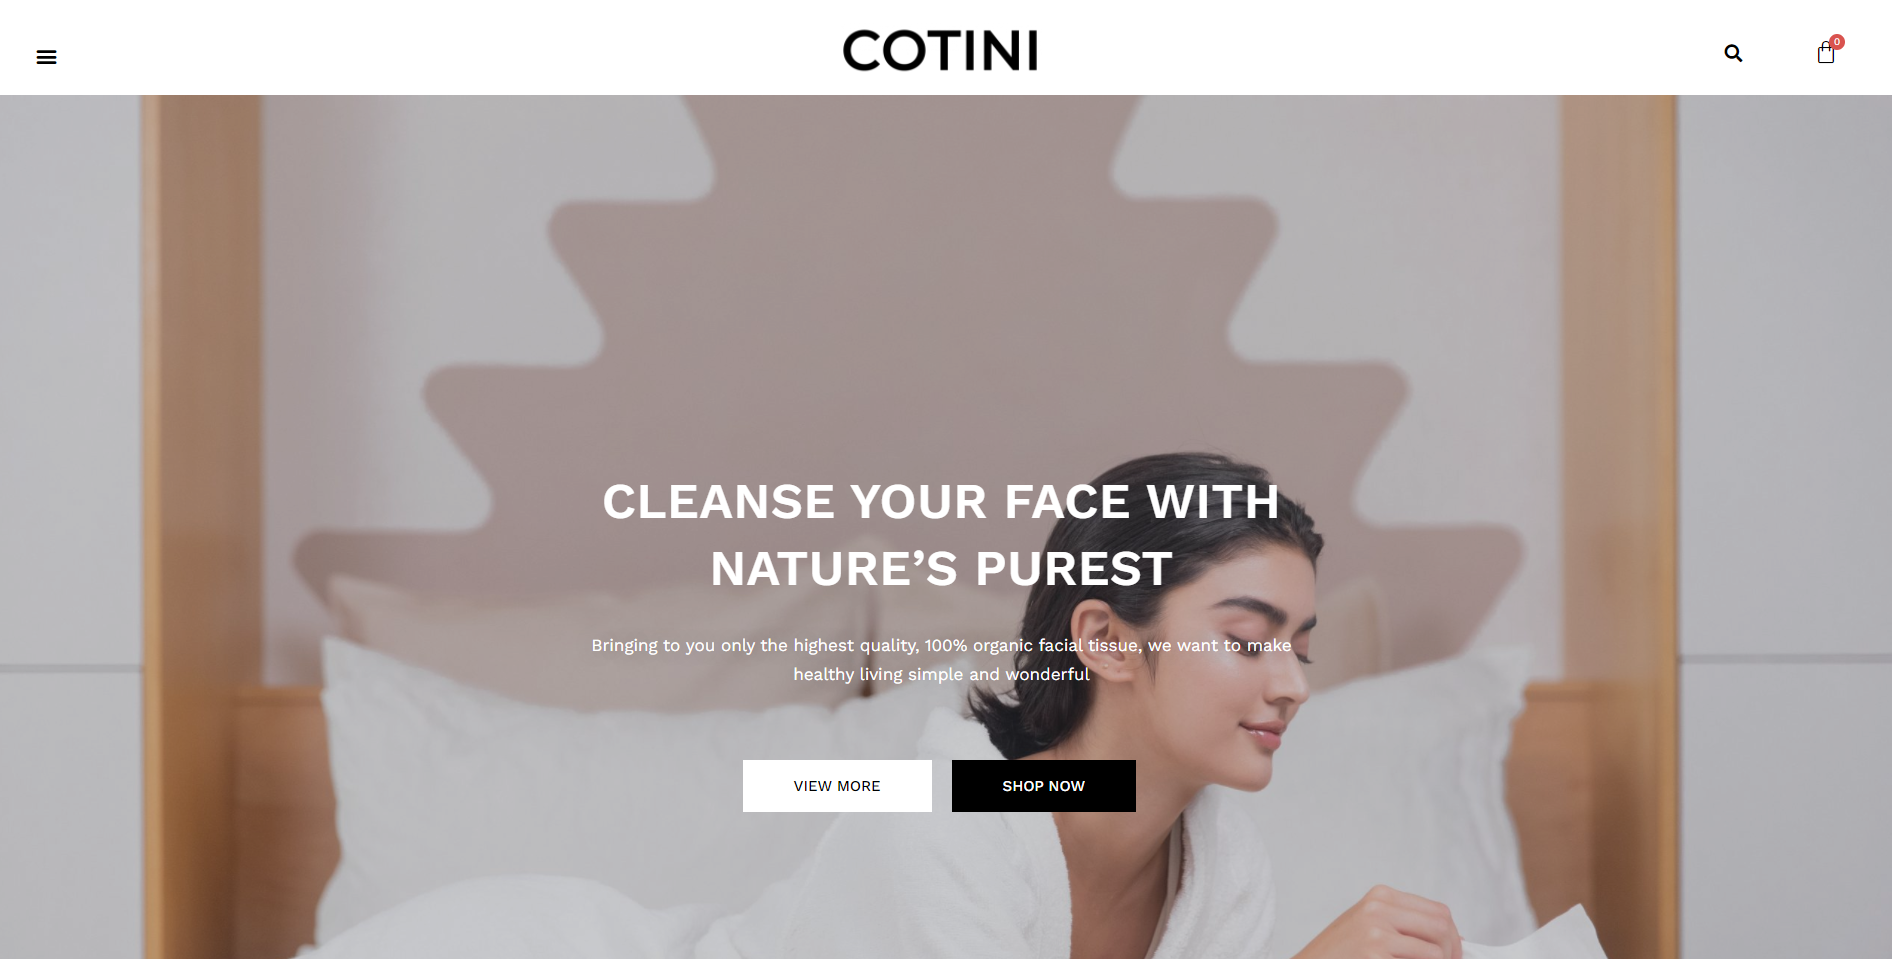 COTINI
0
CLEANSE YOUR FACE WITH
NATURE’S PUREST
Bringing to you only the highest quality, 100% organic facial tissue, we want to make
healthy living simple and wonderful
VIEW MORE
SHOP NOW